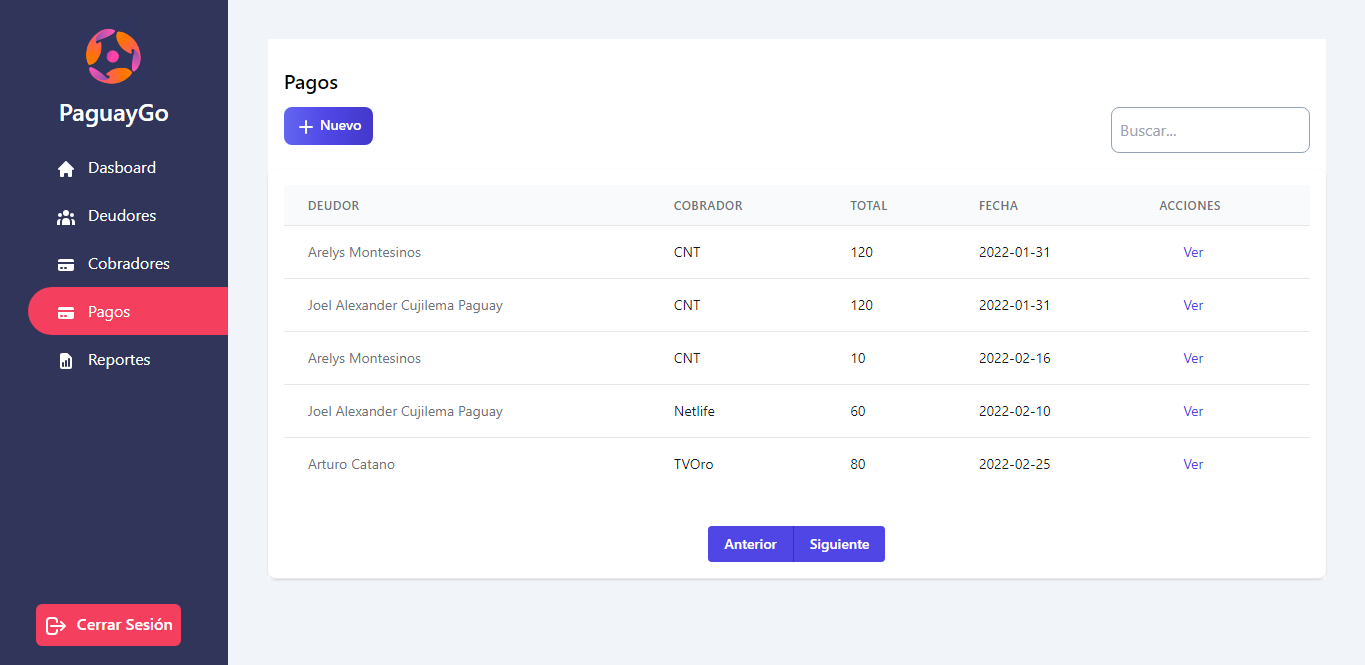 PaguayGo
Dasboard
Deudores
Cobradores
Pagos
Reportes
Cerrar Sesión
Pagos
Nuevo
Buscar...
DEUDOR COBRADOR TOTAL FECHA ACCIONES
Arelys Montesinos CNT 120 2022-01-31 Ver
Joel Alexander Cujilema Paguay CNT 120 2022-01-31 Ver
Arelys Montesinos CNT 10 2022-02-16 Ver
Joel Alexander Cujilema Paguay Netlife 60 2022-02-10 Ver
Arturo Catano TVOro 80 2022-02-25 Ver
Anterior Siguiente